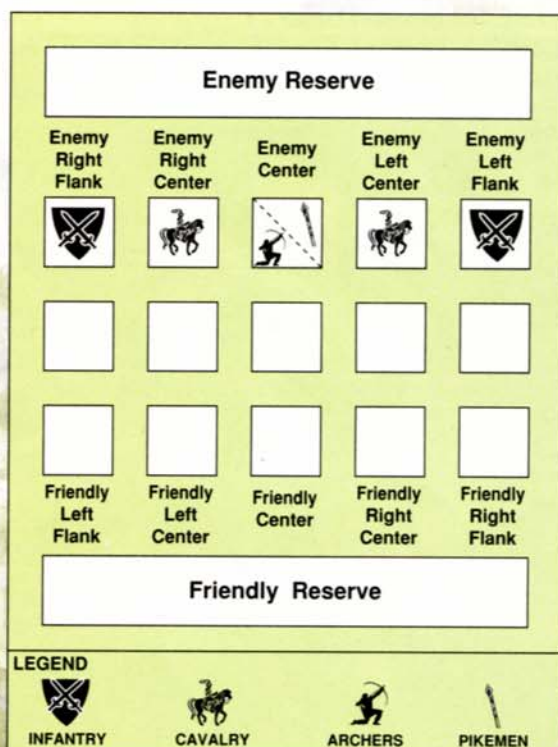 Enemy Reserve
Enemy Right Flank
Enemy Right Center
Enemy Center
Enemy Left Center
Enemy Left Flank
Friendly Left Flank
Friendly Left Center
Friendly Center
Friendly Right Center
Friendly Right Flank
Friendly Reserve
LEGEND
INFANTRY
CAVALRY
ARCHERS
PIKEMEN